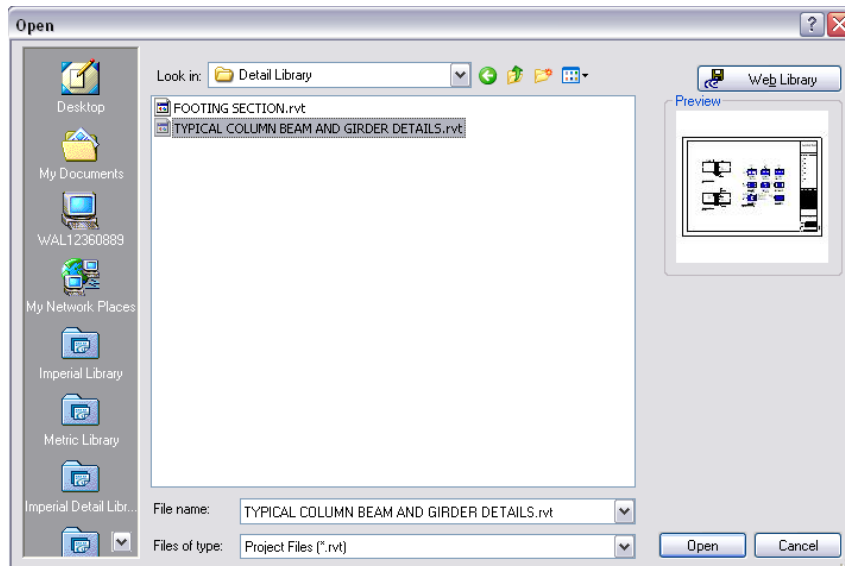 Open
Look in: Detail Library
Web Library
Desktop
My Documents
WAL12360889
My Network Places
Imperial Library
Metric Library
Imperial Detail Libr...
FOOTING SECTION.rvt
TYPICAL COLUMN BEAM AND GIRDER DETAILS.rvt
Preview
File name: TYPICAL COLUMN BEAM AND GIRDER DETAILS.rvt
Files of type: Project Files (*.rvt)
Open Cancel